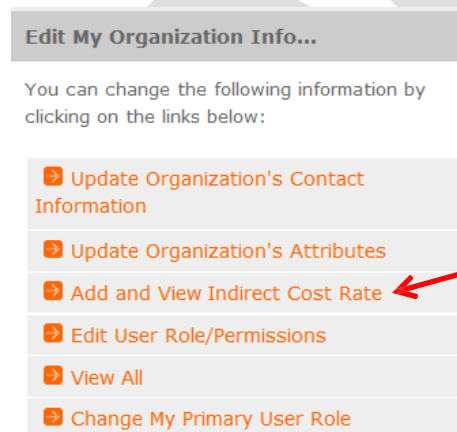 Edit My Organization Info...
You can change the following information by
clicking on the links below:
Update Organization's Contact
Information
Update Organization's Attributes
Add and View Indirect Cost Rate
Edit User Role/Permissions
View All
Change My Primary User Role